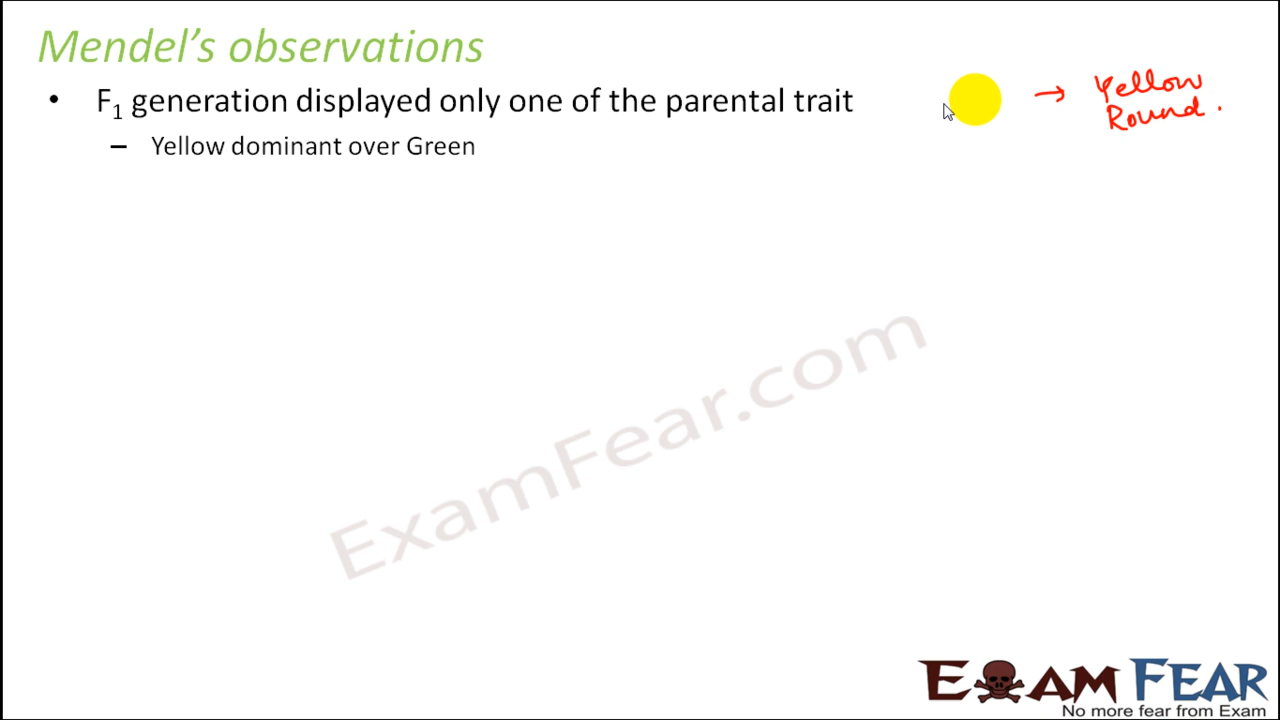 Mendel's observations
• F₁ generation displayed only one of the parental trait
– Yellow dominant over Green
→ Yellow
Round.
ExamFear.com
EXAM FEAR
No more fear from Exam